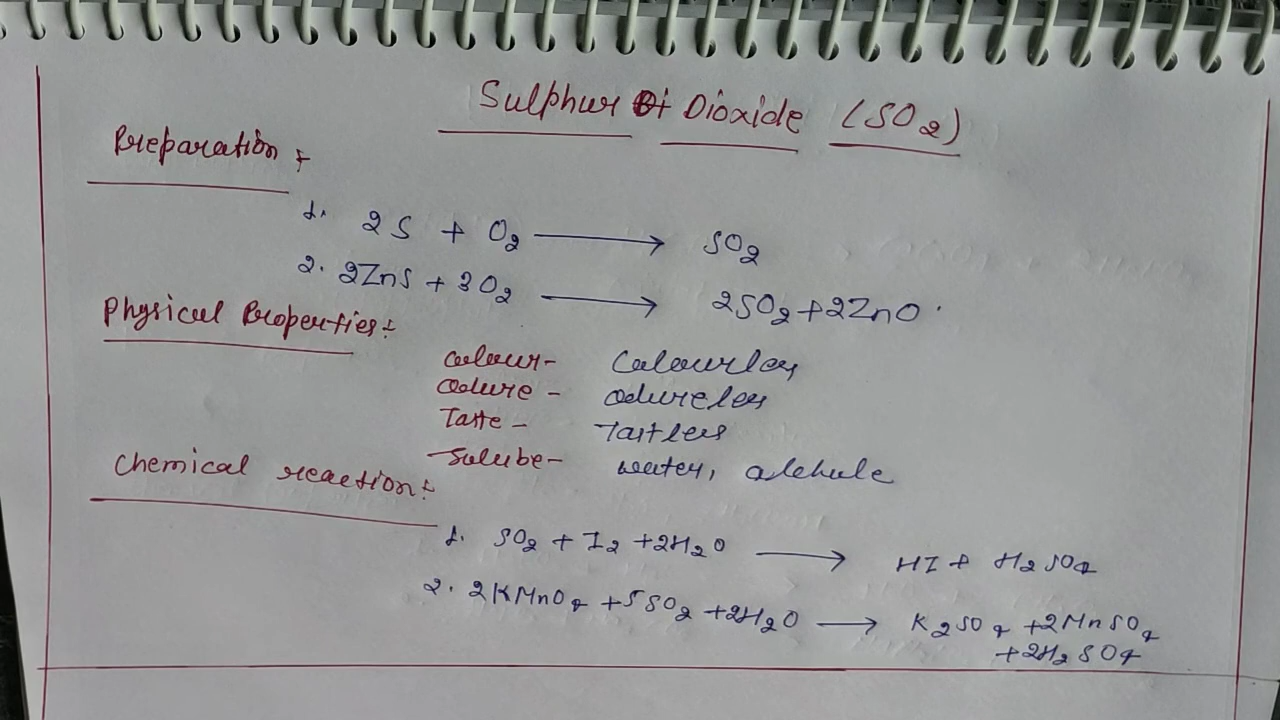 Sulphur Dioxide (SO2)
Preparation :
1. 2S + O2 ⟶ SO2
2. 2ZnS + 3O2 ⟶ 2SO2 + 2ZnO.
Physical Properties :
Colour - Colourless
Odure - odureless
Taste - Tastless
Solube - water, alchule
Chemical reaction :
1. SO2 + I2 + 2H2O ⟶ HI + H2SO4
2. 2KMnO4 + 5SO2 + 2H2O ⟶ K2SO4 + 2MnSO4
+ 2H2SO4